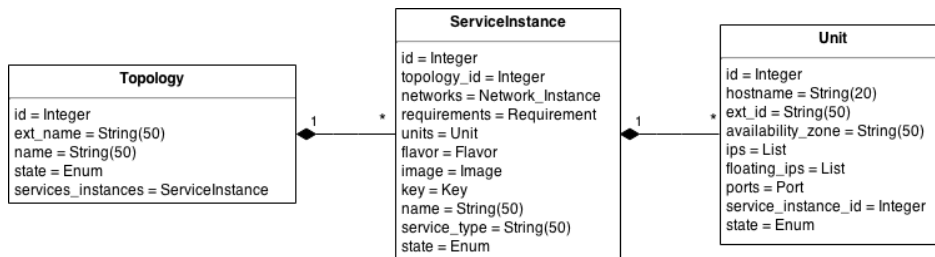 Topology
id = Integer
ext_name = String(50)
name = String(50)
state = Enum
services_instances = ServiceInstance
1
*
ServiceInstance
id = Integer
topology_id = Integer
networks = Network_Instance
requirements = Requirement
units = Unit
flavor = Flavor
image = Image
key = Key
name = String(50)
service_type = String(50)
state = Enum
1
*
Unit
id = Integer
hostname = String(20)
ext_id = String(50)
availability_zone = String(50)
ips = List
floating_ips = List
ports = Port
service_instance_id = Integer
state = Enum